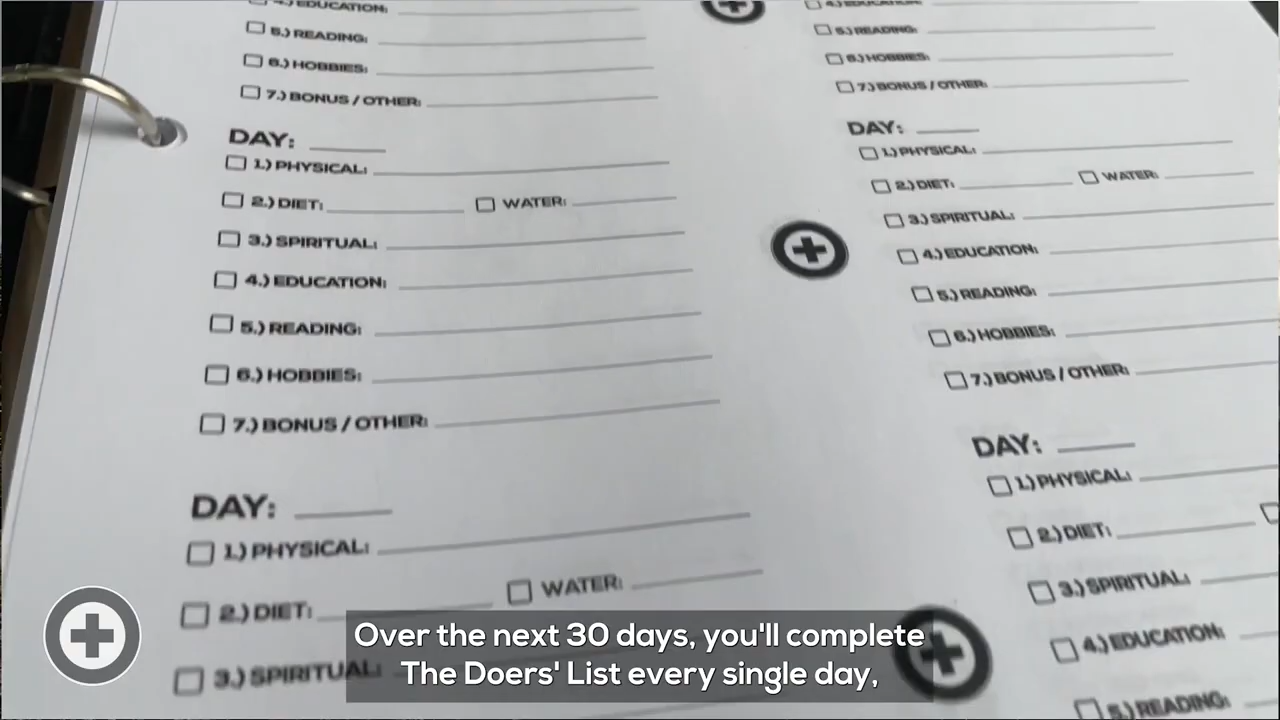 4.) EDUCATION:
5.) READING:
6.) HOBBIES:
7.) BONUS / OTHER:
DAY:
1.) PHYSICAL:
2.) DIET: WATER:
3.) SPIRITUAL:
4.) EDUCATION:
5.) READING:
6.) HOBBIES:
7.) BONUS / OTHER:
DAY:
1.) PHYSICAL:
2.) DIET: WATER:
3.) SPIRITUAL:
4.) EDUCATION:
5.) READING:
6.) HOBBIES:
7.) BONUS / OTHER:
DAY:
1.) PHYSICAL:
2.) DIET: WATER:
3.) SPIRITUAL:
4.) EDUCATION:
5.) READING:
6.) HOBBIES:
7.) BONUS / OTHER:
DAY:
1.) PHYSICAL:
2.) DIET:
3.) SPIRITUAL:
4.) EDUCATION:
5.) READING:
Over the next 30 days, you'll complete
The Doers' List every single day,